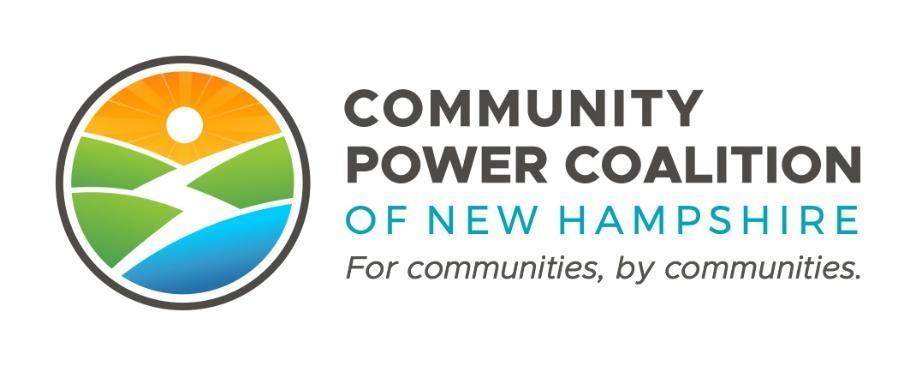 COMMUNITY
POWER COALITION
OF NEW HAMPSHIRE
For communities, by communities.